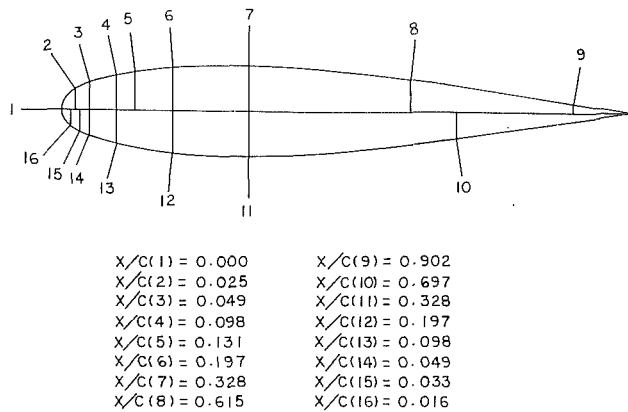 7
6
8
5
4
3
2
9
1
16
15
14
13
12
11
10
X/C(1) = 0.000
X/C(2) = 0.025
X/C(3) = 0.049
X/C(4) = 0.098
X/C(5) = 0.131
X/C(6) = 0.197
X/C(7) = 0.328
X/C(8) = 0.615
X/C(9) = 0.902
X/C(10) = 0.697
X/C(11) = 0.328
X/C(12) = 0.197
X/C(13) = 0.098
X/C(14) = 0.049
X/C(15) = 0.033
X/C(16) = 0.016